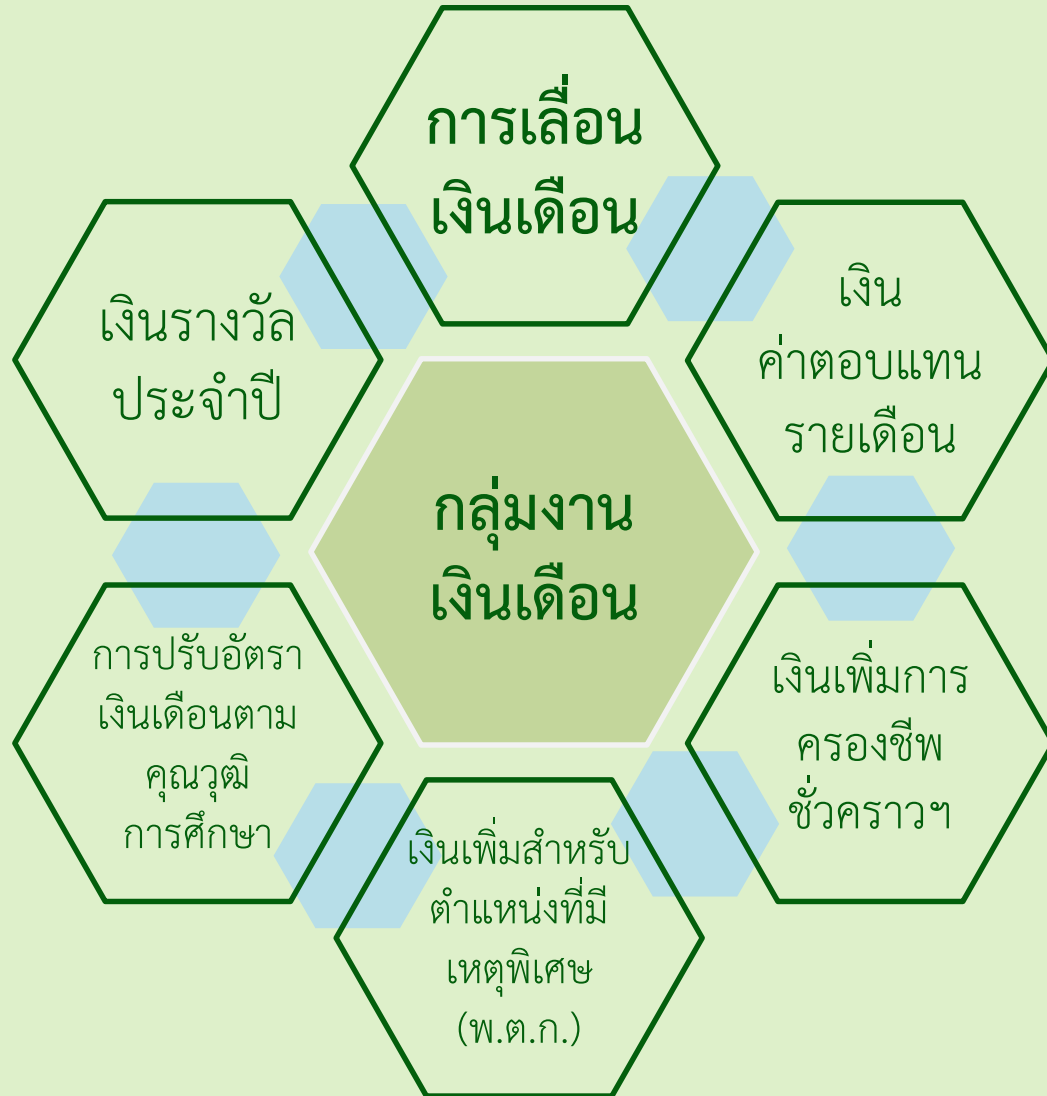 การเลื่อน
เงินเดือน
เงิน
ค่าตอบแทน
รายเดือน
เงินรางวัล
ประจำปี
กลุ่มงาน
เงินเดือน
การปรับอัตรา
เงินเดือนตาม
คุณวุฒิ
การศึกษา
เงินเพิ่มการ
ครองชีพ
ชั่วคราวฯ
เงินเพิ่มสำหรับ
ตำแหน่งที่มี
เหตุพิเศษ
(พ.ต.ก.)